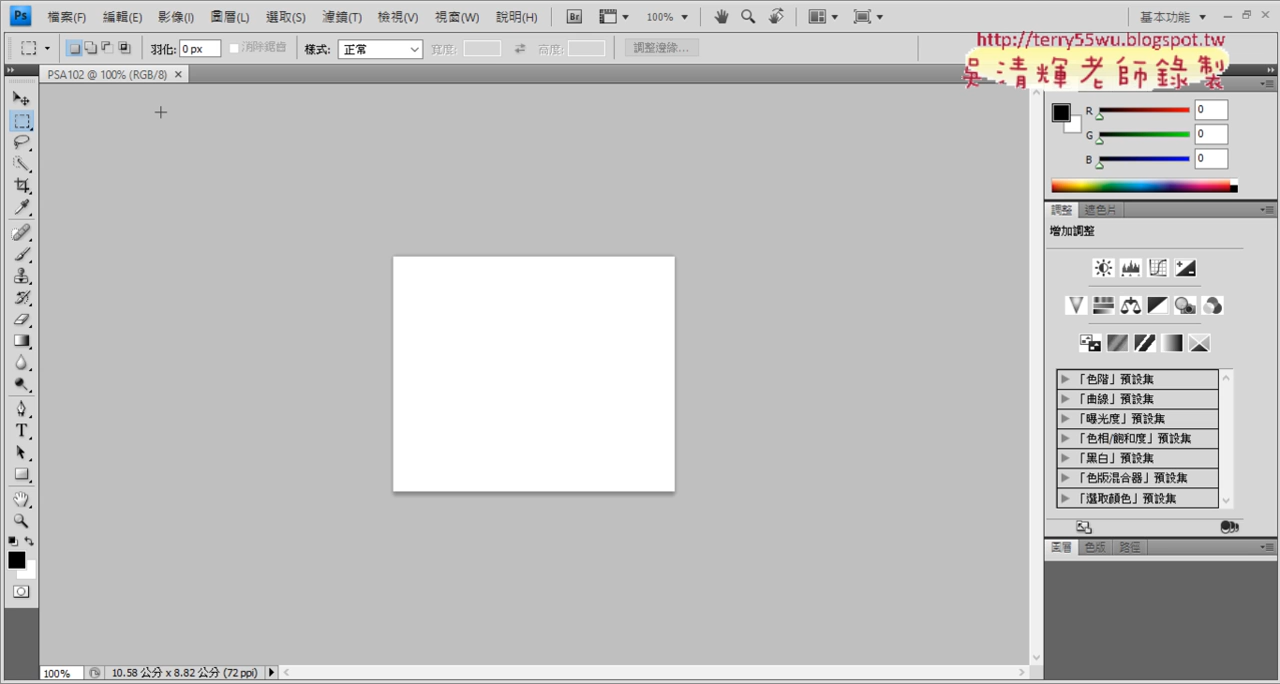 Ps 檔案(F) 編輯(E) 影像(I) 圖層(L) 選取(S) 濾鏡(T) 檢視(V) 視窗(W) 說明(H) Br 100% 基本功能
羽化: 0 px 消除鋸齒 樣式: 正常 寬度: 高度: 調整邊緣...
http://terry55wu.blogspot.tw
吳清輝老師錄製
PSA102 @ 100% (RGB/8) ×
R 0
G 0
B 0
調整 遮色片
增加調整
「色階」預設集
「曲線」預設集
「曝光度」預設集
「色相/飽和度」預設集
「黑白」預設集
「色版混合器」預設集
「選取顏色」預設集
圖層 色版 路徑
100% 10.58 公分 x 8.82 公分 (72 ppi)